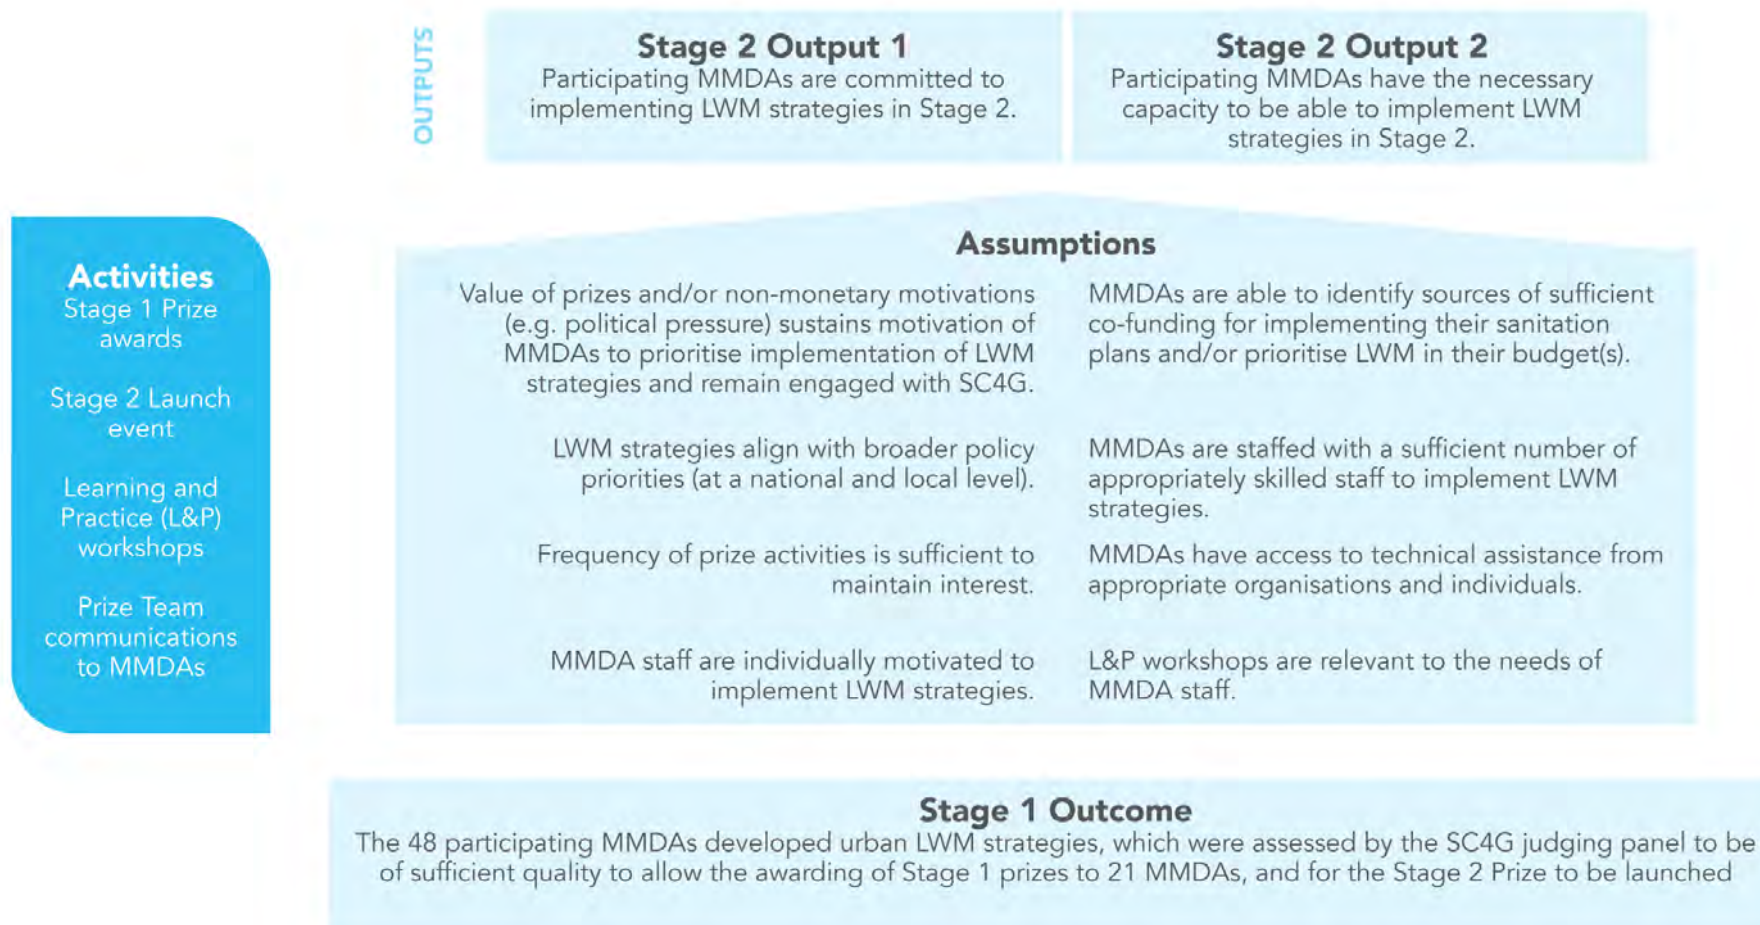 OUTPUTS
Stage 2 Output 1
Participating MMDAs are committed to
implementing LWM strategies in Stage 2.
Stage 2 Output 2
Participating MMDAs have the necessary
capacity to be able to implement LWM
strategies in Stage 2.
Activities
Stage 1 Prize
awards
Stage 2 Launch
event
Learning and
Practice (L&P)
workshops
Prize Team
communications
to MMDAs
Assumptions
Value of prizes and/or non-monetary motivations
(e.g. political pressure) sustains motivation of
MMDAs to prioritise implementation of LWM
strategies and remain engaged with SC4G.
LWM strategies align with broader policy
priorities (at a national and local level).
Frequency of prize activities is sufficient to
maintain interest.
MMDA staff are individually motivated to
implement LWM strategies.
MMDAs are able to identify sources of sufficient
co-funding for implementing their sanitation
plans and/or prioritise LWM in their budget(s).
MMDAs are staffed with a sufficient number of
appropriately skilled staff to implement LWM
strategies.
MMDAs have access to technical assistance from
appropriate organisations and individuals.
L&P workshops are relevant to the needs of
MMDA staff.
Stage 1 Outcome
The 48 participating MMDAs developed urban LWM strategies, which were assessed by the SC4G judging panel to be
of sufficient quality to allow the awarding of Stage 1 prizes to 21 MMDAs, and for the Stage 2 Prize to be launched